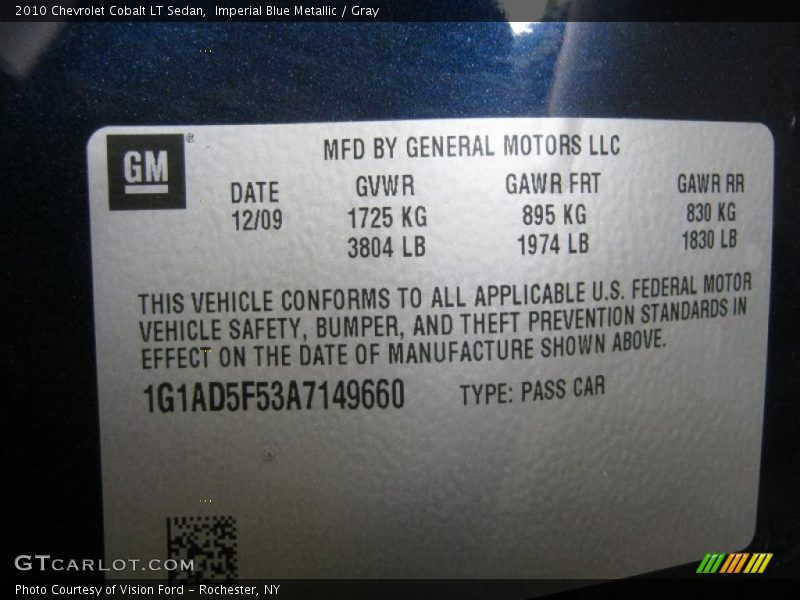 2010 Chevrolet Cobalt LT Sedan, Imperial Blue Metallic / Gray
GM ®
MFD BY GENERAL MOTORS LLC
DATE GVWR GAWR FRT GAWR RR
12/09 1725 KG 895 KG 830 KG
3804 LB 1974 LB 1830 LB
THIS VEHICLE CONFORMS TO ALL APPLICABLE U.S. FEDERAL MOTOR
VEHICLE SAFETY, BUMPER, AND THEFT PREVENTION STANDARDS IN
EFFECT ON THE DATE OF MANUFACTURE SHOWN ABOVE.
1G1AD5F53A7149660 TYPE: PASS CAR
GTCARLOT.COM
Photo Courtesy of Vision Ford - Rochester, NY